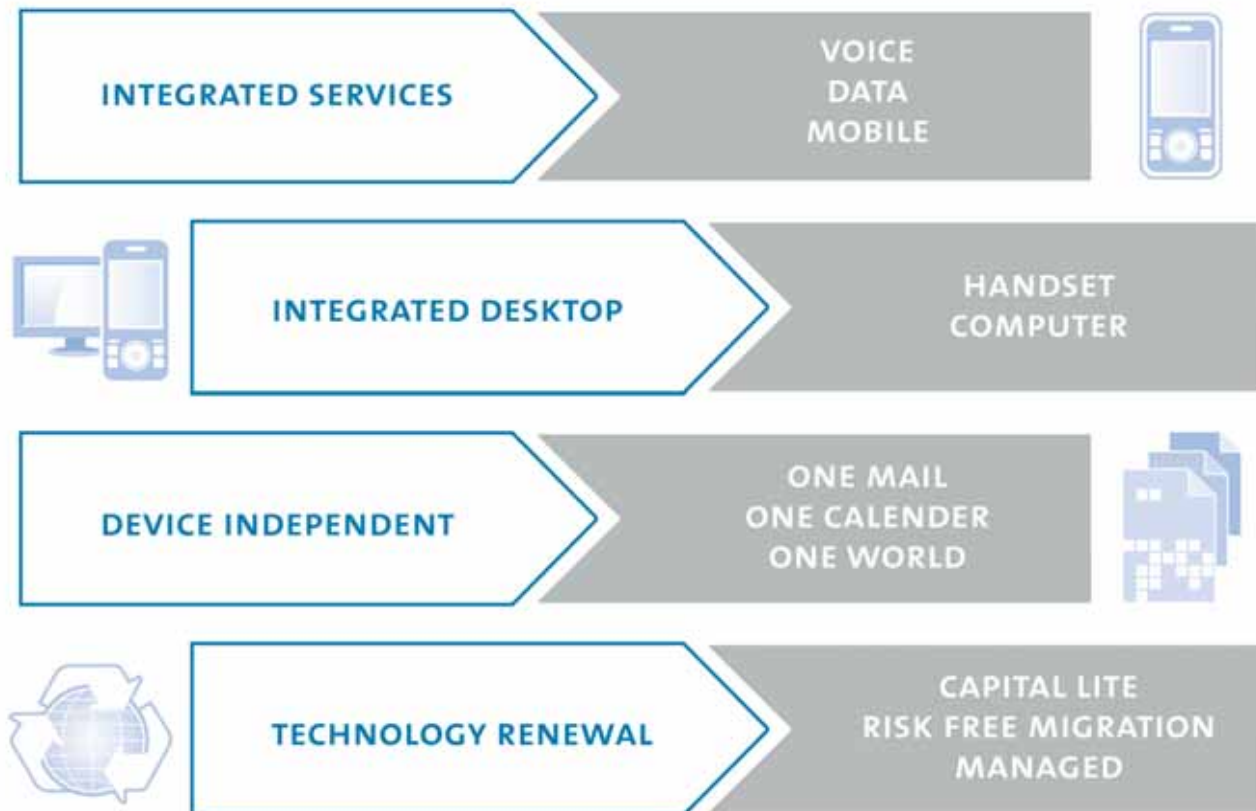 INTEGRATED SERVICES
VOICE
DATA
MOBILE
INTEGRATED DESKTOP
HANDSET
COMPUTER
DEVICE INDEPENDENT
ONE MAIL
ONE CALENDER
ONE WORLD
TECHNOLOGY RENEWAL
CAPITAL LITE
RISK FREE MIGRATION
MANAGED